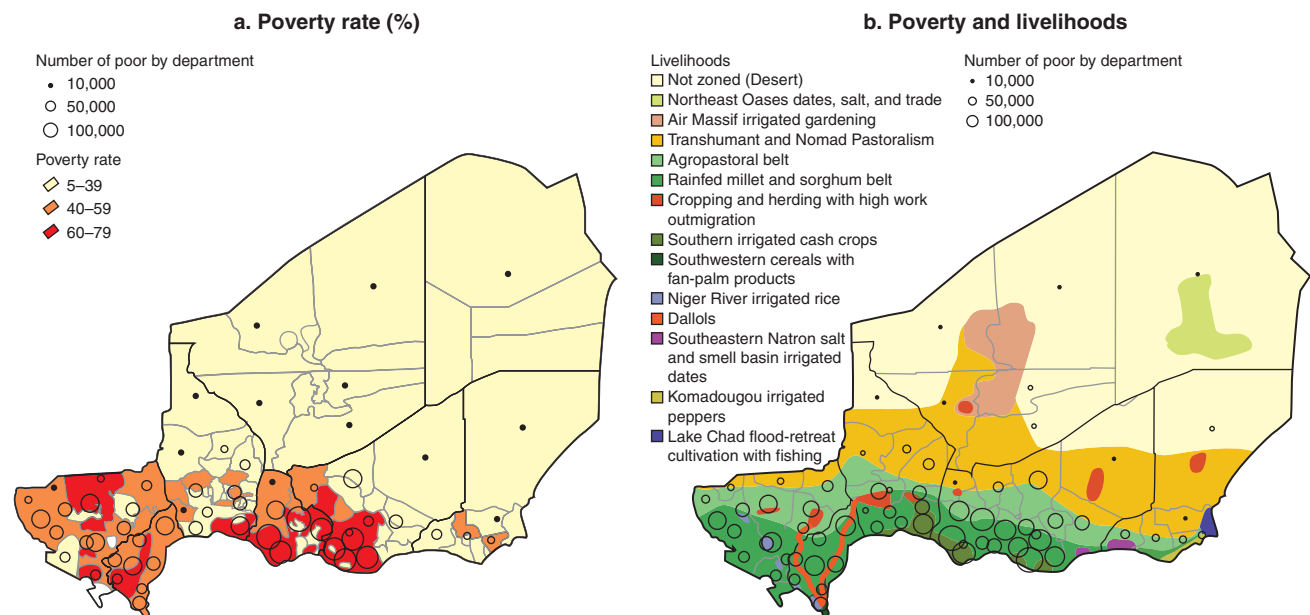 a. Poverty rate (%)
Number of poor by department
10,000
50,000
100,000
Poverty rate
5–39
40–59
60–79
b. Poverty and livelihoods
Livelihoods
Not zoned (Desert)
Northeast Oases dates, salt, and trade
Air Massif irrigated gardening
Transhumant and Nomad Pastoralism
Agropastoral belt
Rainfed millet and sorghum belt
Cropping and herding with high work
outmigration
Southern irrigated cash crops
Southwestern cereals with
fan-palm products
Niger River irrigated rice
Dallols
Southeastern Natron salt
and smell basin irrigated
dates
Komadougou irrigated
peppers
Lake Chad flood-retreat
cultivation with fishing
Number of poor by department
10,000
50,000
100,000